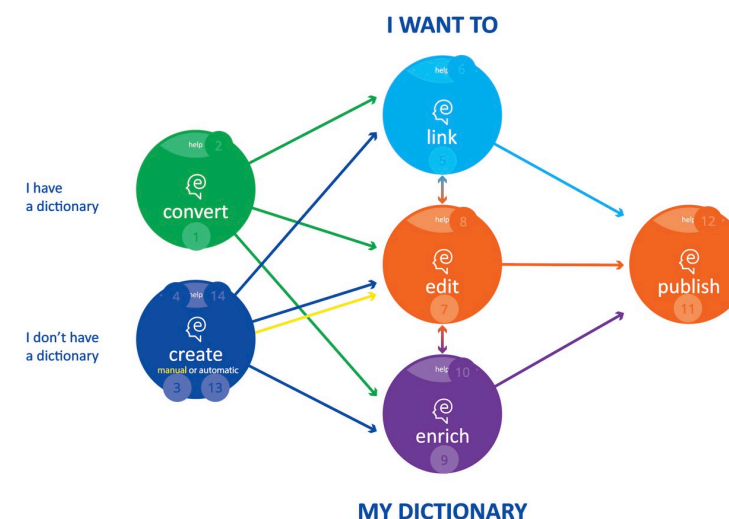 I WANT TO
help 6
link
5
help 2
convert
1
I have
a dictionary
help 8
edit
7
help 12
publish
11
4 help 14
create
manual or automatic
3 13
I don't have
a dictionary
help 10
enrich
9
MY DICTIONARY